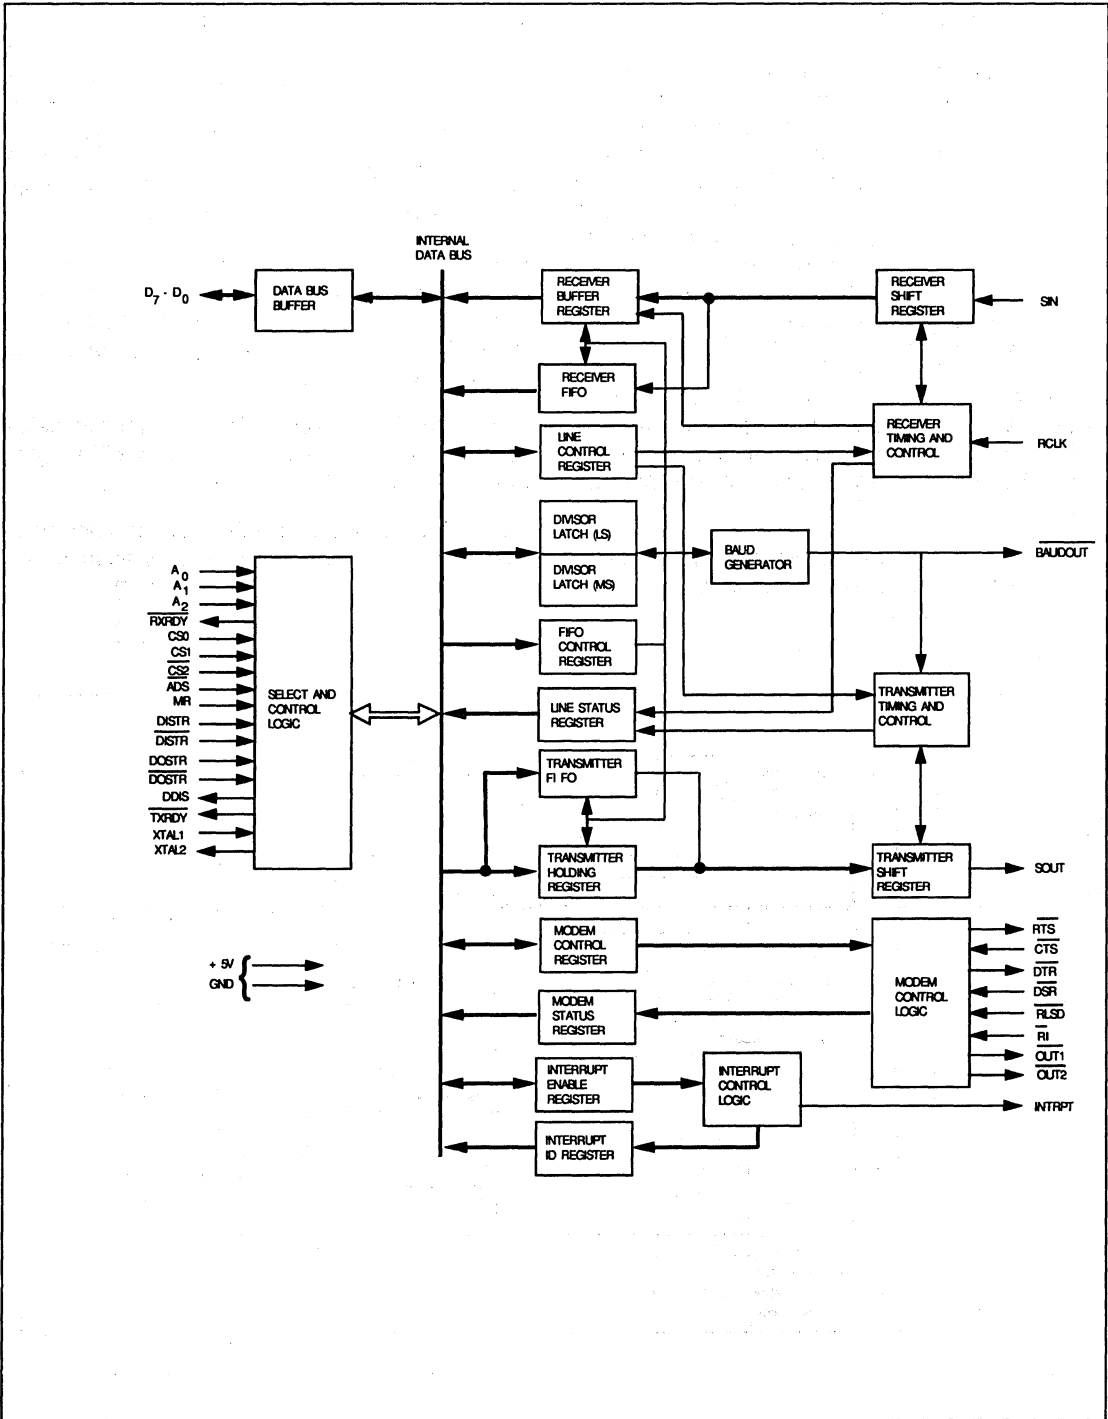 INTERNAL
DATA BUS
D7 - D0
DATA BUS
BUFFER
RECEIVER
BUFFER
REGISTER
RECEIVER
SHIFT
REGISTER
SIN
RECEIVER
FIFO
RECEIVER
TIMING AND
CONTROL
RCLK
LINE
CONTROL
REGISTER
DIVISOR
LATCH (LS)
DIVISOR
LATCH (MS)
BAUD
GENERATOR
BAUDOUT
A0
A1
A2
RXRDY
CS0
CS1
CS2
ADS
MR
DISTR
DISTR
DOSTR
DOSTR
DDIS
TXRDY
XTAL1
XTAL2
SELECT AND
CONTROL
LOGIC
FIFO
CONTROL
REGISTER
LINE STATUS
REGISTER
TRANSMITTER
TIMING AND
CONTROL
TRANSMITTER
FI FO
TRANSMITTER
HOLDING
REGISTER
TRANSMITTER
SHIFT
REGISTER
SOUT
MODEM
CONTROL
REGISTER
MODEM
CONTROL
LOGIC
RTS
CTS
DTR
DSR
RLSD
RI
OUT1
OUT2
+ 5V
GND
MODEM
STATUS
REGISTER
INTERRUPT
ENABLE
REGISTER
INTERRUPT
CONTROL
LOGIC
INTRPT
INTERRUPT
ID REGISTER